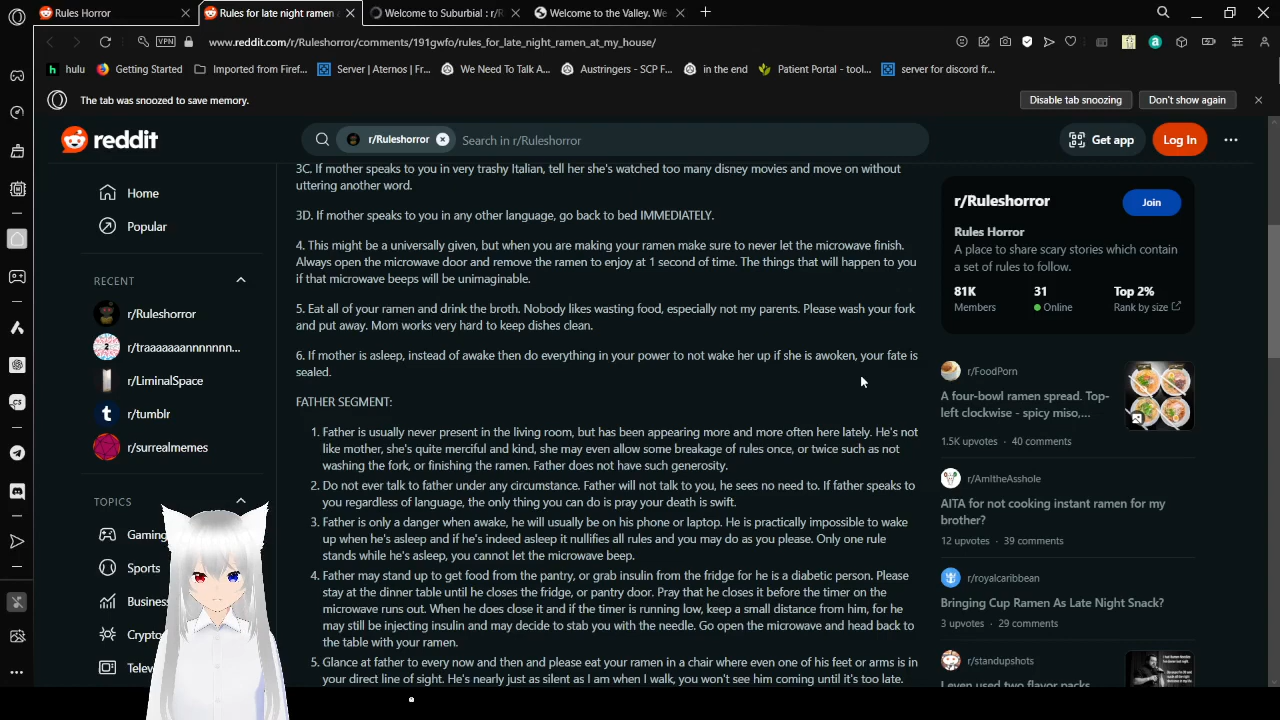 Rules Horror
Rules for late night ramen
Welcome to Suburbial : r/R
Welcome to the Valley. We
VPN
www.reddit.com/r/Ruleshorror/comments/191gwfo/rules_for_late_night_ramen_at_my_house/
hulu
Getting Started
Imported from Firef...
Server | Aternos | Fr...
We Need To Talk A...
Austringers - SCP F...
in the end
Patient Portal - tool...
server for discord fr...
The tab was snoozed to save memory.
Disable tab snoozing
Don't show again
reddit
r/Ruleshorror
Search in r/Ruleshorror
Get app
Log In
Home
Popular
RECENT
r/Ruleshorror
r/traaaaaaannnnnnn...
r/LiminalSpace
r/tumblr
r/surrealmemes
TOPICS
Gaming
Sports
Business
Crypto
Telev
3C. If mother speaks to you in very trashy Italian, tell her she's watched too many disney movies and move on without
uttering another word.
3D. If mother speaks to you in any other language, go back to bed IMMEDIATELY.
4. This might be a universally given, but when you are making your ramen make sure to never let the microwave finish.
Always open the microwave door and remove the ramen to enjoy at 1 second of time. The things that will happen to you
if that microwave beeps will be unimaginable.
5. Eat all of your ramen and drink the broth. Nobody likes wasting food, especially not my parents. Please wash your fork
and put away. Mom works very hard to keep dishes clean.
6. If mother is asleep, instead of awake then do everything in your power to not wake her up if she is awoken, your fate is
sealed.
FATHER SEGMENT:
1. Father is usually never present in the living room, but has been appearing more and more often here lately. He's not
like mother, she's quite merciful and kind, she may even allow some breakage of rules once, or twice such as not
washing the fork, or finishing the ramen. Father does not have such generosity.
2. Do not ever talk to father under any circumstance. Father will not talk to you, he sees no need to. If father speaks to
you regardless of language, the only thing you can do is pray your death is swift.
3. Father is only a danger when awake, he will usually be on his phone or laptop. He is practically impossible to wake
up when he's asleep and if he's indeed asleep it nullifies all rules and you may do as you please. Only one rule
stands while he's asleep, you cannot let the microwave beep.
4. Father may stand up to get food from the pantry, or grab insulin from the fridge for he is a diabetic person. Please
stay at the dinner table until he closes the fridge, or pantry door. Pray that he closes it before the timer on the
microwave runs out. When he does close it and if the timer is running low, keep a small distance from him, for he
may still be injecting insulin and may decide to stab you with the needle. Go open the microwave and head back to
the table with your ramen.
5. Glance at father to every now and then and please eat your ramen in a chair where even one of his feet or arms is in
your direct line of sight. He's early just as silent as I am when I walk, you won't see him coming until it's too late.
r/Ruleshorror
Join
Rules Horror
A place to share scary stories which contain
a set of rules to follow.
81K
31
Top 2%
Members
Online
Rank by size
r/FoodPorn
A four-bowl ramen spread. Top-
left clockwise - spicy miso,...
1.5K upvotes · 40 comments
r/AmItheAsshole
AITA for not cooking instant ramen for my
brother?
12 upvotes · 39 comments
r/royalcaribbean
Bringing Cup Ramen As Late Night Snack?
3 upvotes · 29 comments
r/standupshots
I even used two flavor packs